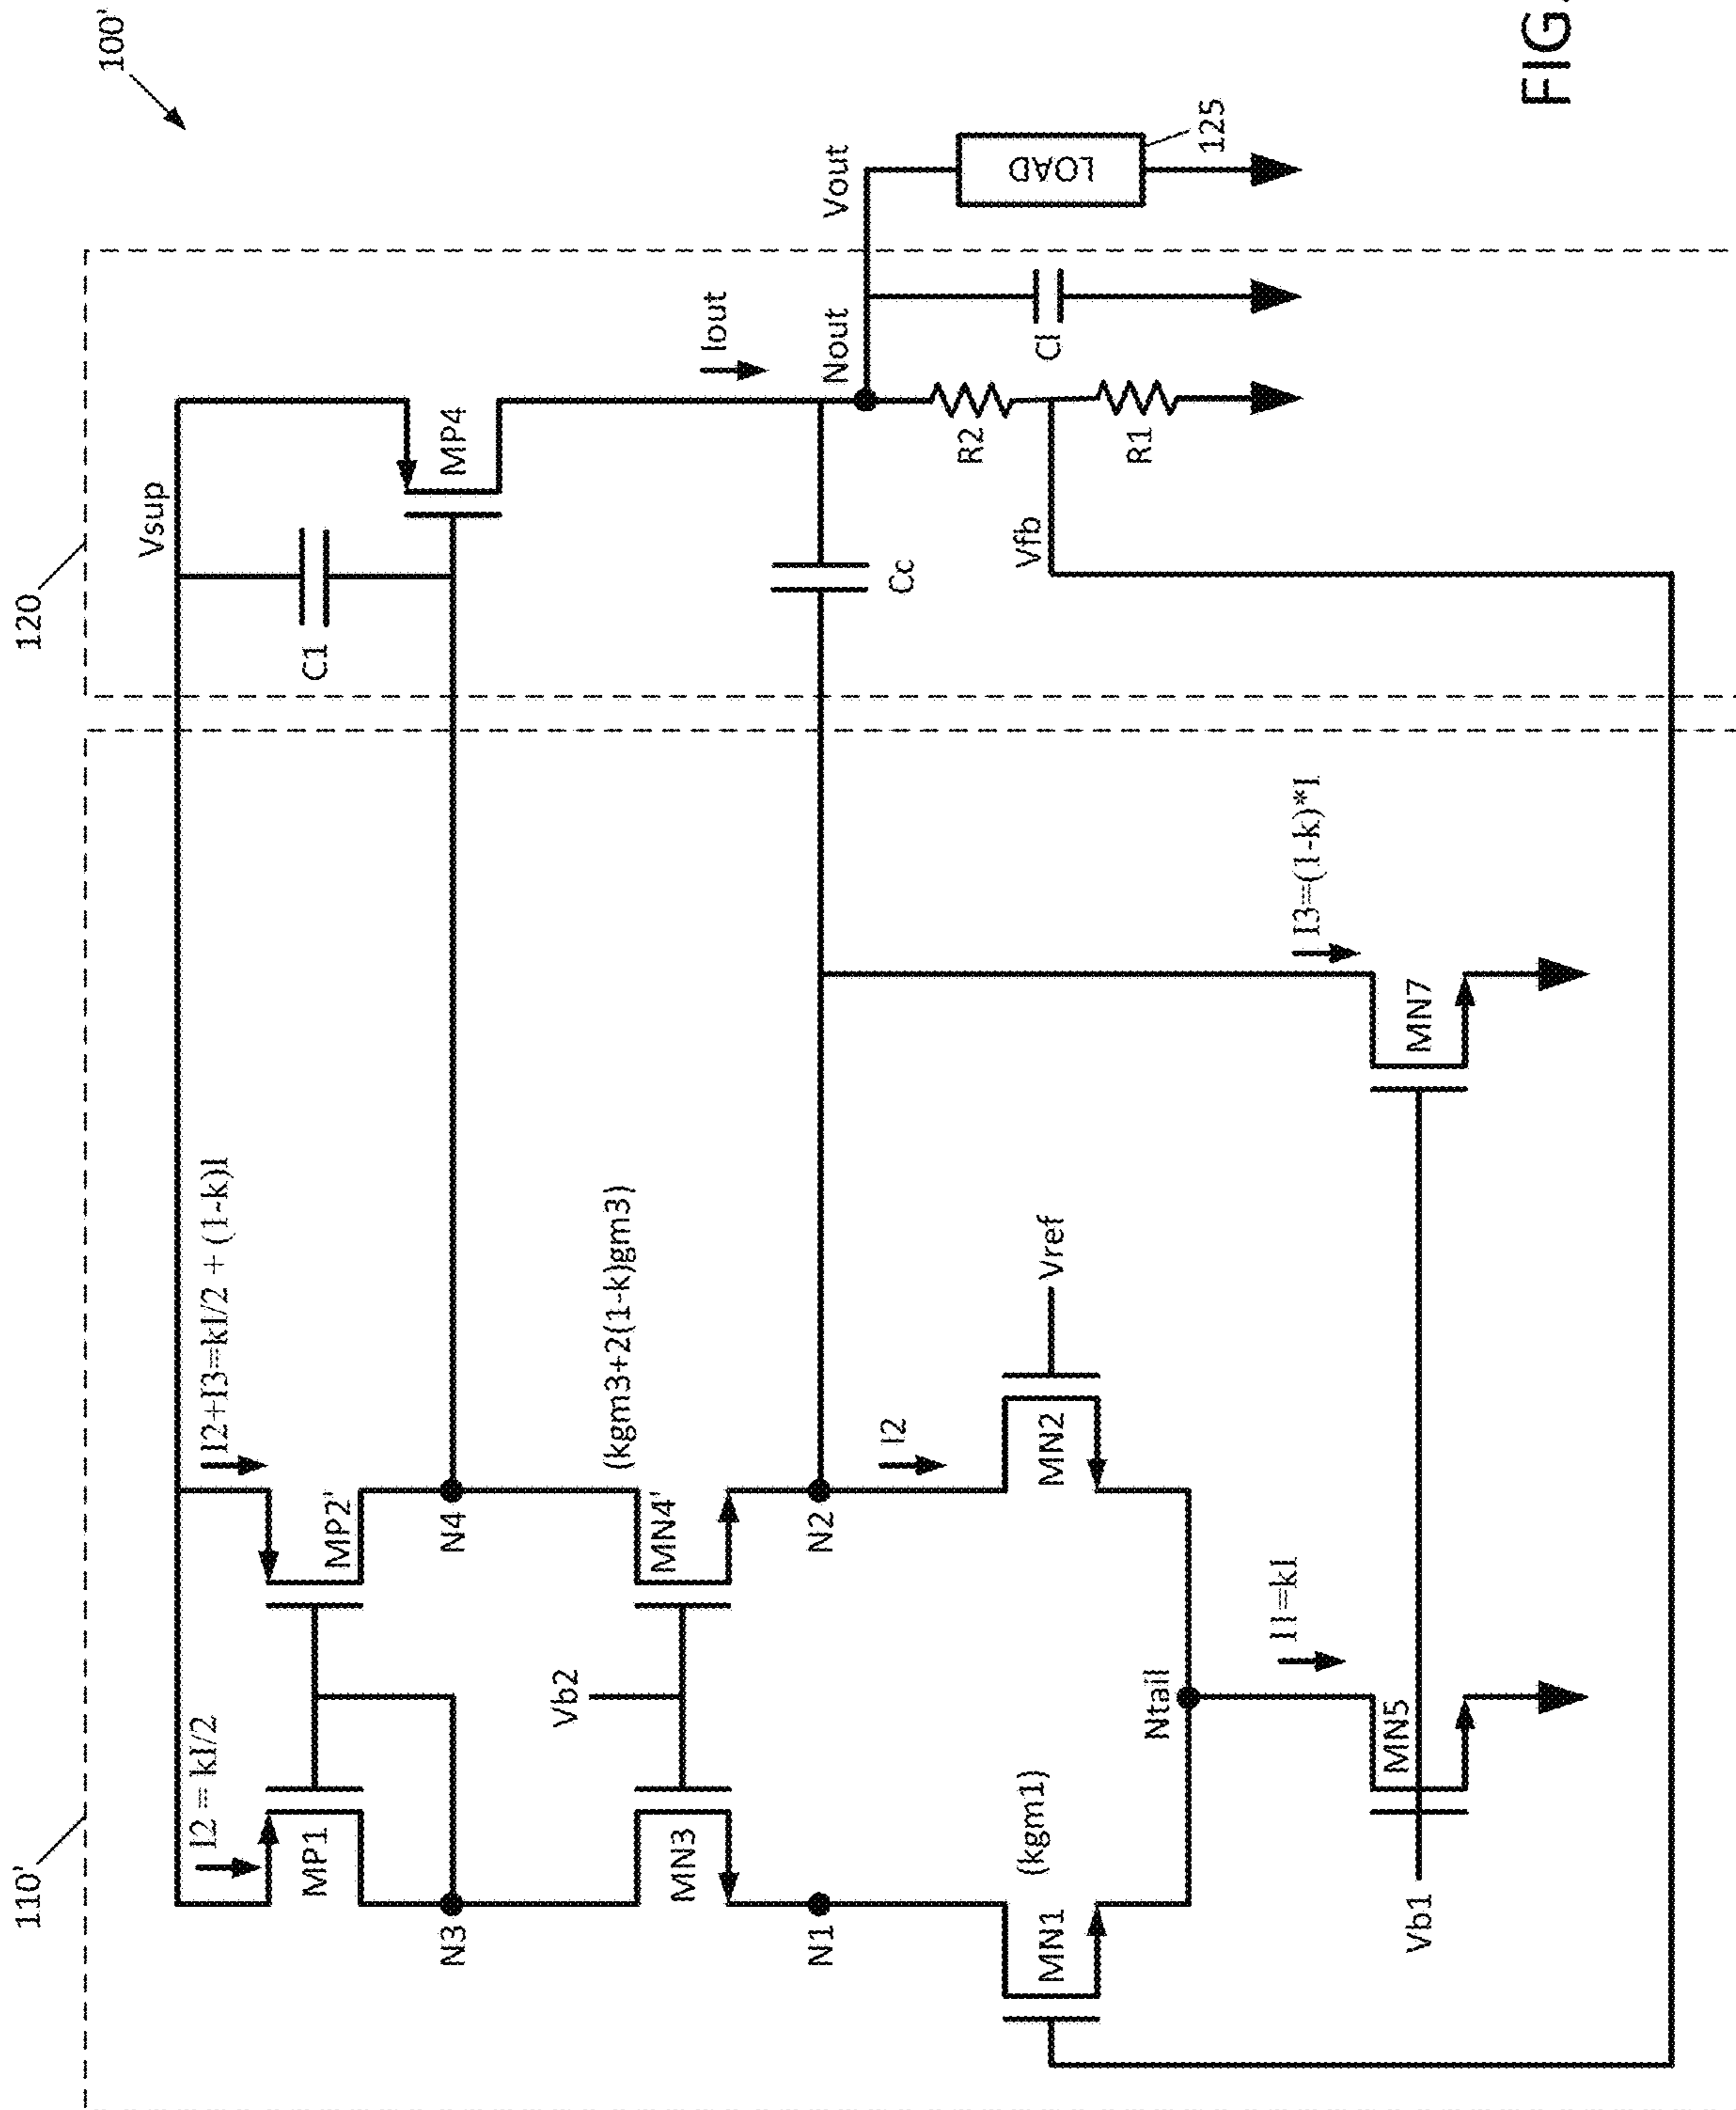 100'
120
110'
Vsup
I2 = kI/2
I2+I3=kI/2 + (1-k)I
C1
MP1
MP2'
MP4
N3
N4
Iout
Vb2
(kgm3+2(1-k)gm3)
MN3
MN4'
Cc
Nout
Vout
N1
N2
I2
R2
Cl
LOAD
125
(kgm1)
MN1
MN2
Vref
Vfb
R1
Ntail
I1=kI
I3=(1-k)*I
MN5
MN7
Vb1
FIG.